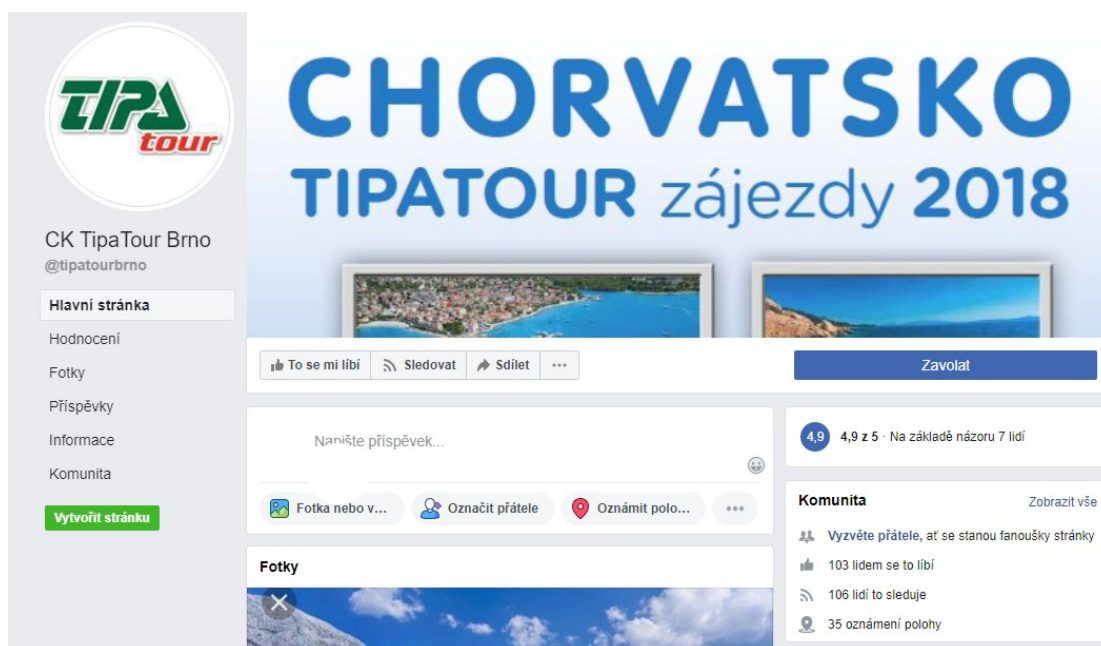 TIPA
tour
CHORVATSKO
TIPATOUR zájezdy 2018
CK TipaTour Brno
@tipatourbrno
Hlavní stránka
Hodnocení
Fotky
Příspěvky
Informace
Komunita
Vytvořit stránku
To se mi líbí Sledovat Sdílet ...
Zavolat
Napište příspěvek...
Fotka nebo v... Označit přátele Oznámit polo... ...
Fotky
4,9 4,9 z 5 · Na základě názoru 7 lidí
Komunita Zobrazit vše
Vyzvěte přátele, ať se stanou fanoušky stránky
103 lidem se to líbí
106 lidí to sleduje
35 oznámení polohy